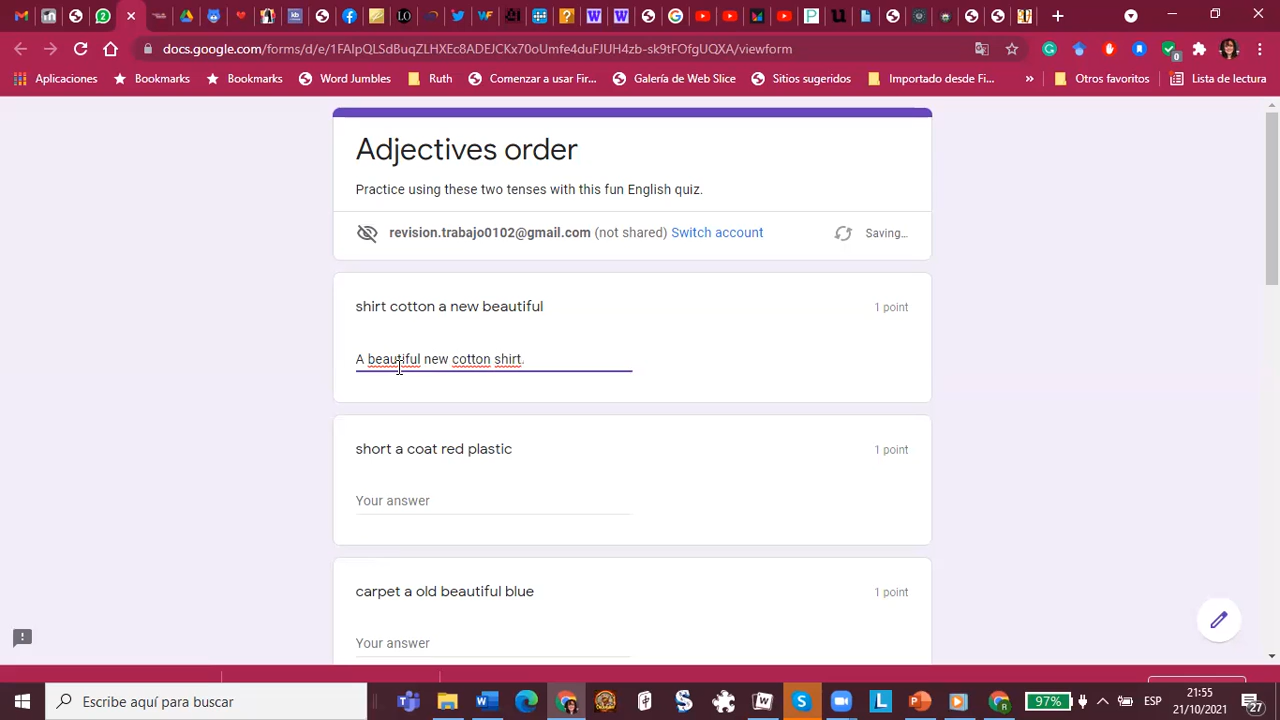 docs.google.com/forms/d/e/1FAIpQLSdBuqZLHXEc8ADEJCKx70oUmfe4duFJUH4zb-sk9tFOfgUQXA/viewform
Aplicaciones Bookmarks Bookmarks Word Jumbles Ruth Comenzar a usar Fir... Galería de Web Slice Sitios sugeridos Importado desde Fi... » Otros favoritos Lista de lectura
Adjectives order
Practice using these two tenses with this fun English quiz.
revision.trabajo0102@gmail.com (not shared) Switch account Saving...
shirt cotton a new beautiful 1 point
A beautiful new cotton shirt.
short a coat red plastic 1 point
Your answer
carpet a old beautiful blue 1 point
Your answer
Escribe aquí para buscar 97% ESP 21:55
21/10/2021 27